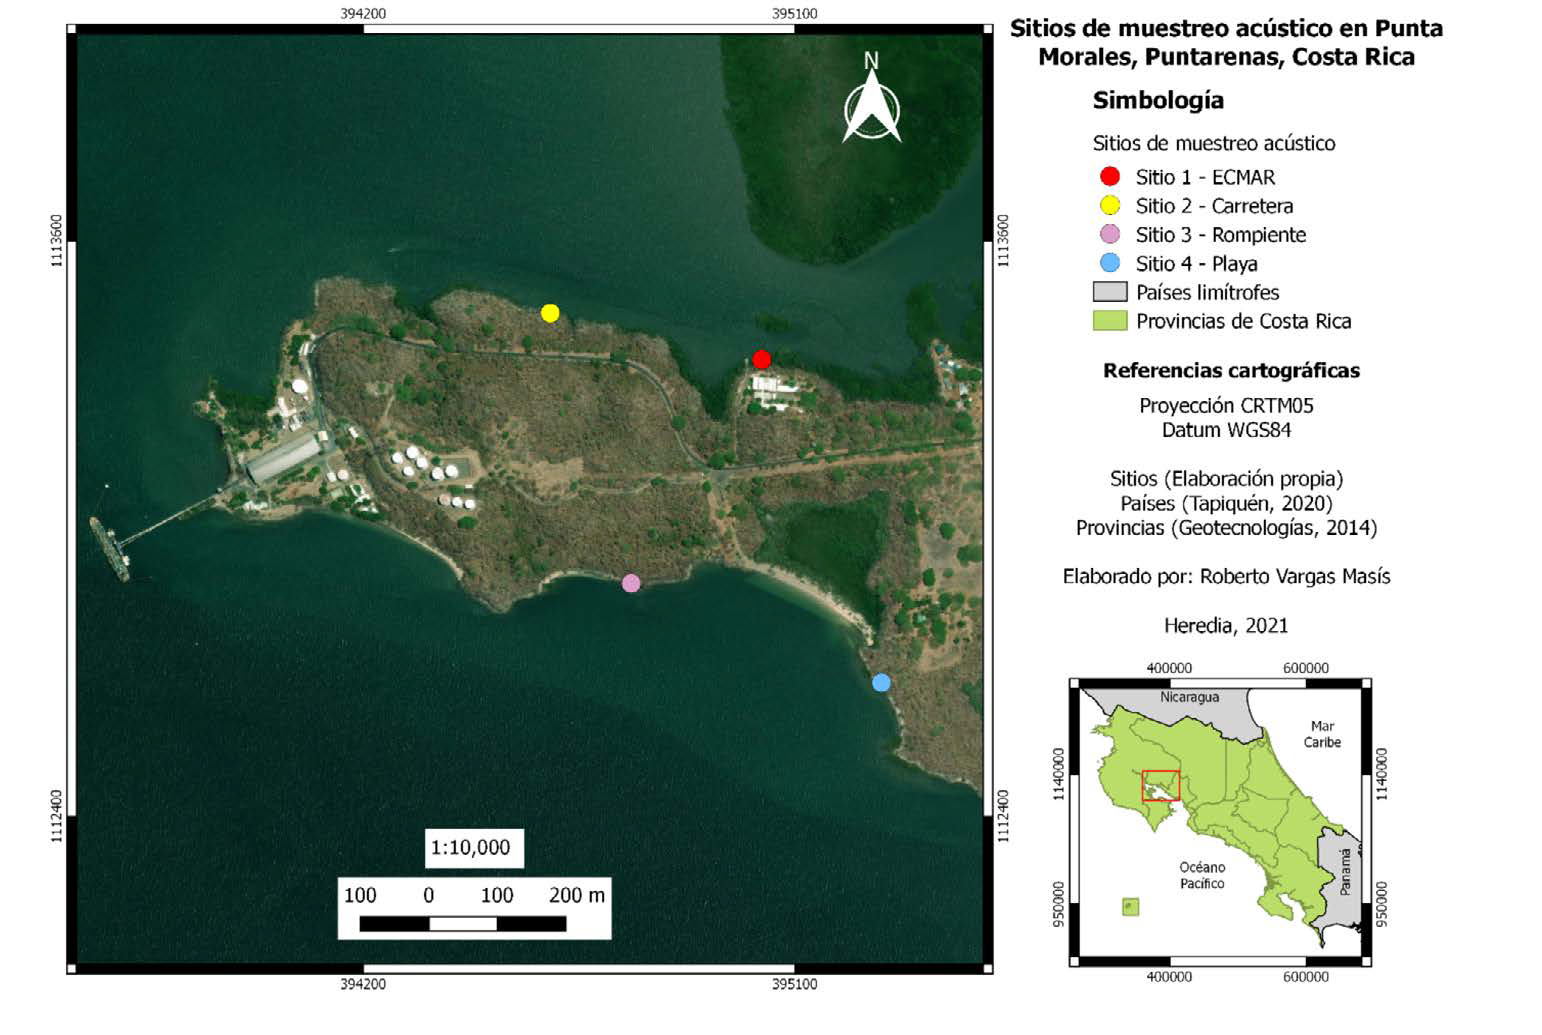 394200
395100
N
1113600
1113600
1112400
1112400
1:10,000
100 0 100 200 m
394200
395100
Sitios de muestreo acústico en Punta
Morales, Puntarenas, Costa Rica
Simbología
Sitios de muestreo acústico
Sitio 1 - ECMAR
Sitio 2 - Carretera
Sitio 3 - Rompiente
Sitio 4 - Playa
Países limítrofes
Provincias de Costa Rica
Referencias cartográficas
Proyección CRTM05
Datum WGS84
Sitios (Elaboración propia)
Países (Tapiquén, 2020)
Provincias (Geotecnologías, 2014)
Elaborado por: Roberto Vargas Masís
Heredia, 2021
400000
600000
Nicaragua
Mar
Caribe
1140000
1140000
Océano
Pacífico
Panamá
950000
950000
400000
600000